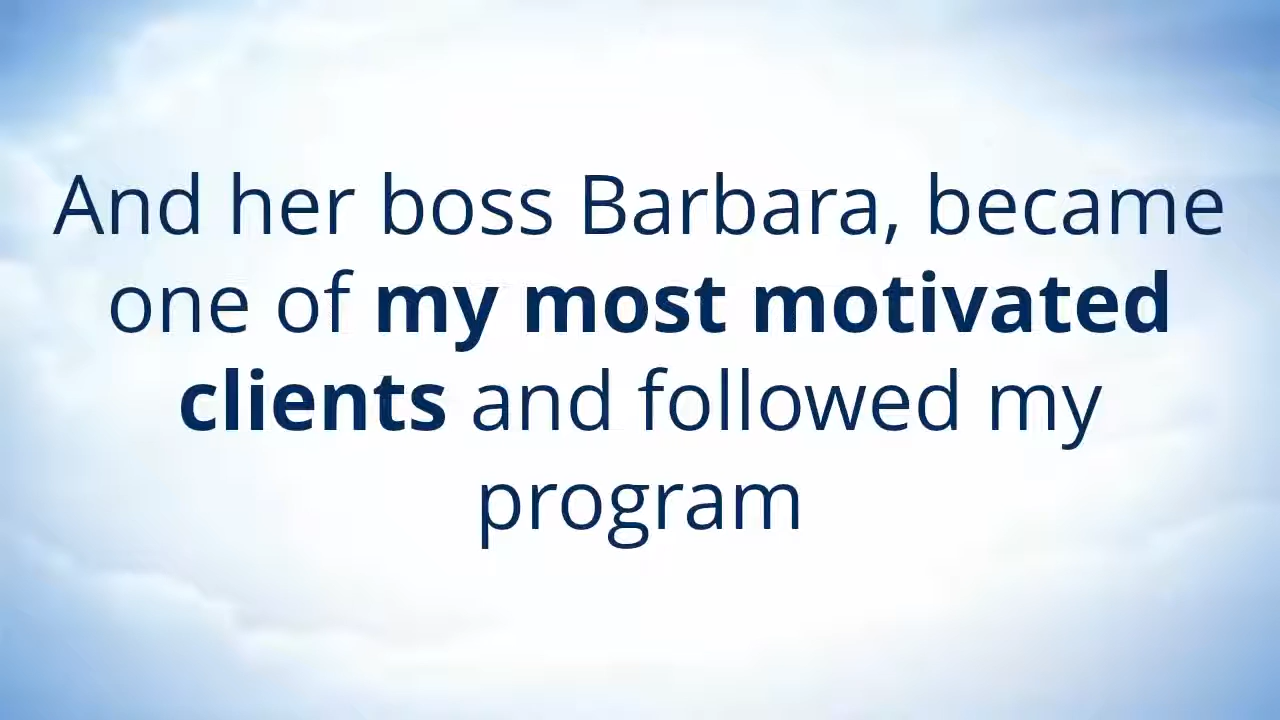 And her boss Barbara, became
one of my most motivated
clients and followed my
program